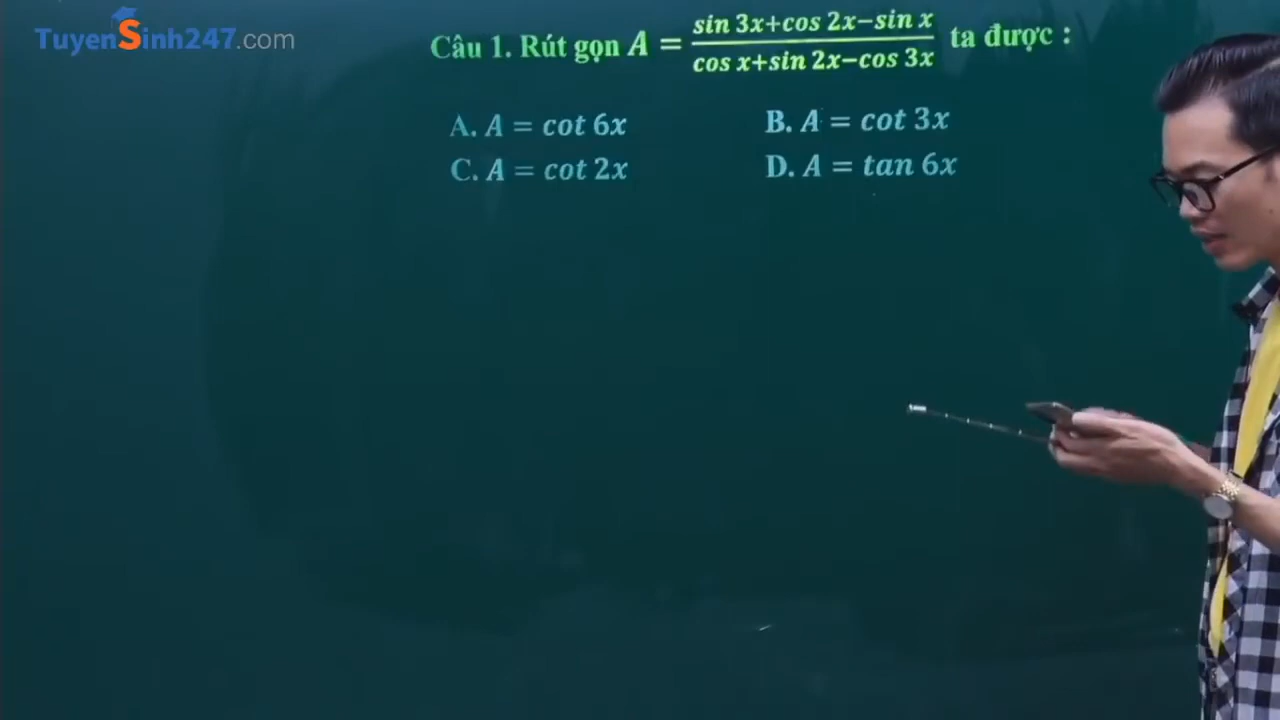 TuyenSinh247.com
Câu 1. Rút gọn A = (sin 3x+cos 2x−sin x)/(cos x+sin 2x−cos 3x) ta được :
A. A = cot 6x B. A = cot 3x
C. A = cot 2x D. A = tan 6x